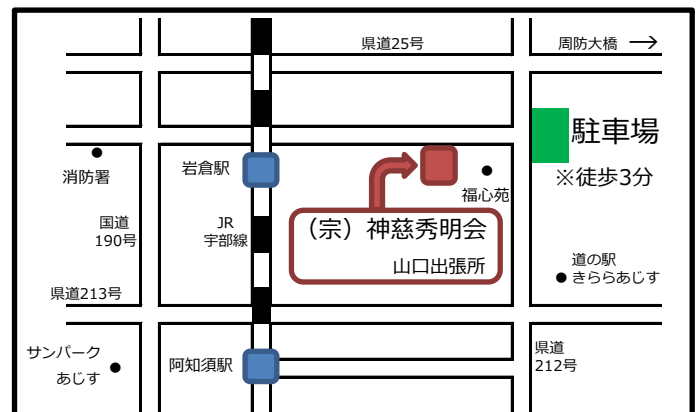 県道25号
周防大橋
駐車場
※徒歩3分
消防署
岩倉駅
福心苑
国道
190号
JR
宇部線
（宗）神慈秀明会
山口出張所
道の駅
きららあじす
県道213号
サンパーク
あじす
阿知須駅
県道
212号